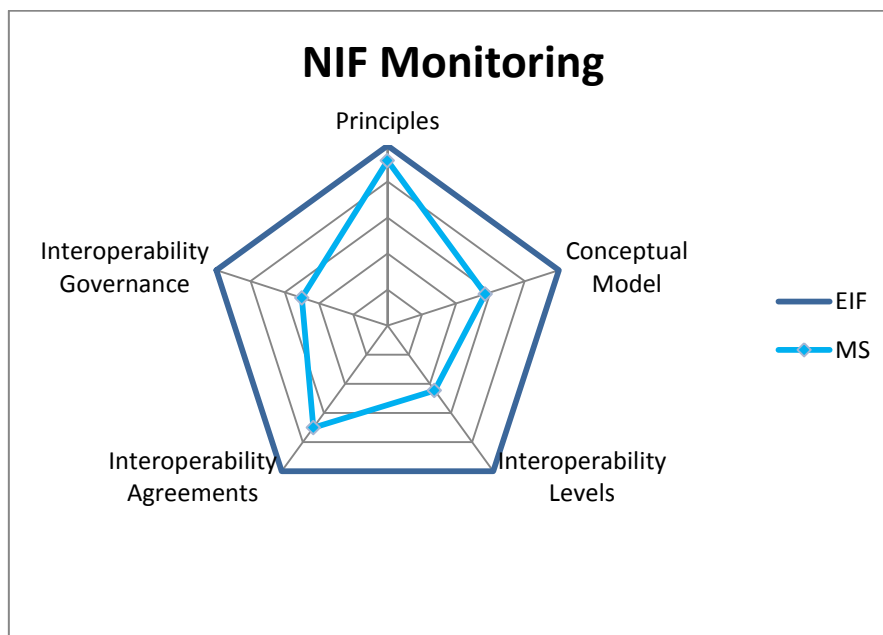 NIF Monitoring
Principles
Interoperability
Governance
Conceptual
Model
EIF
MS
Interoperability
Agreements
Interoperability
Levels